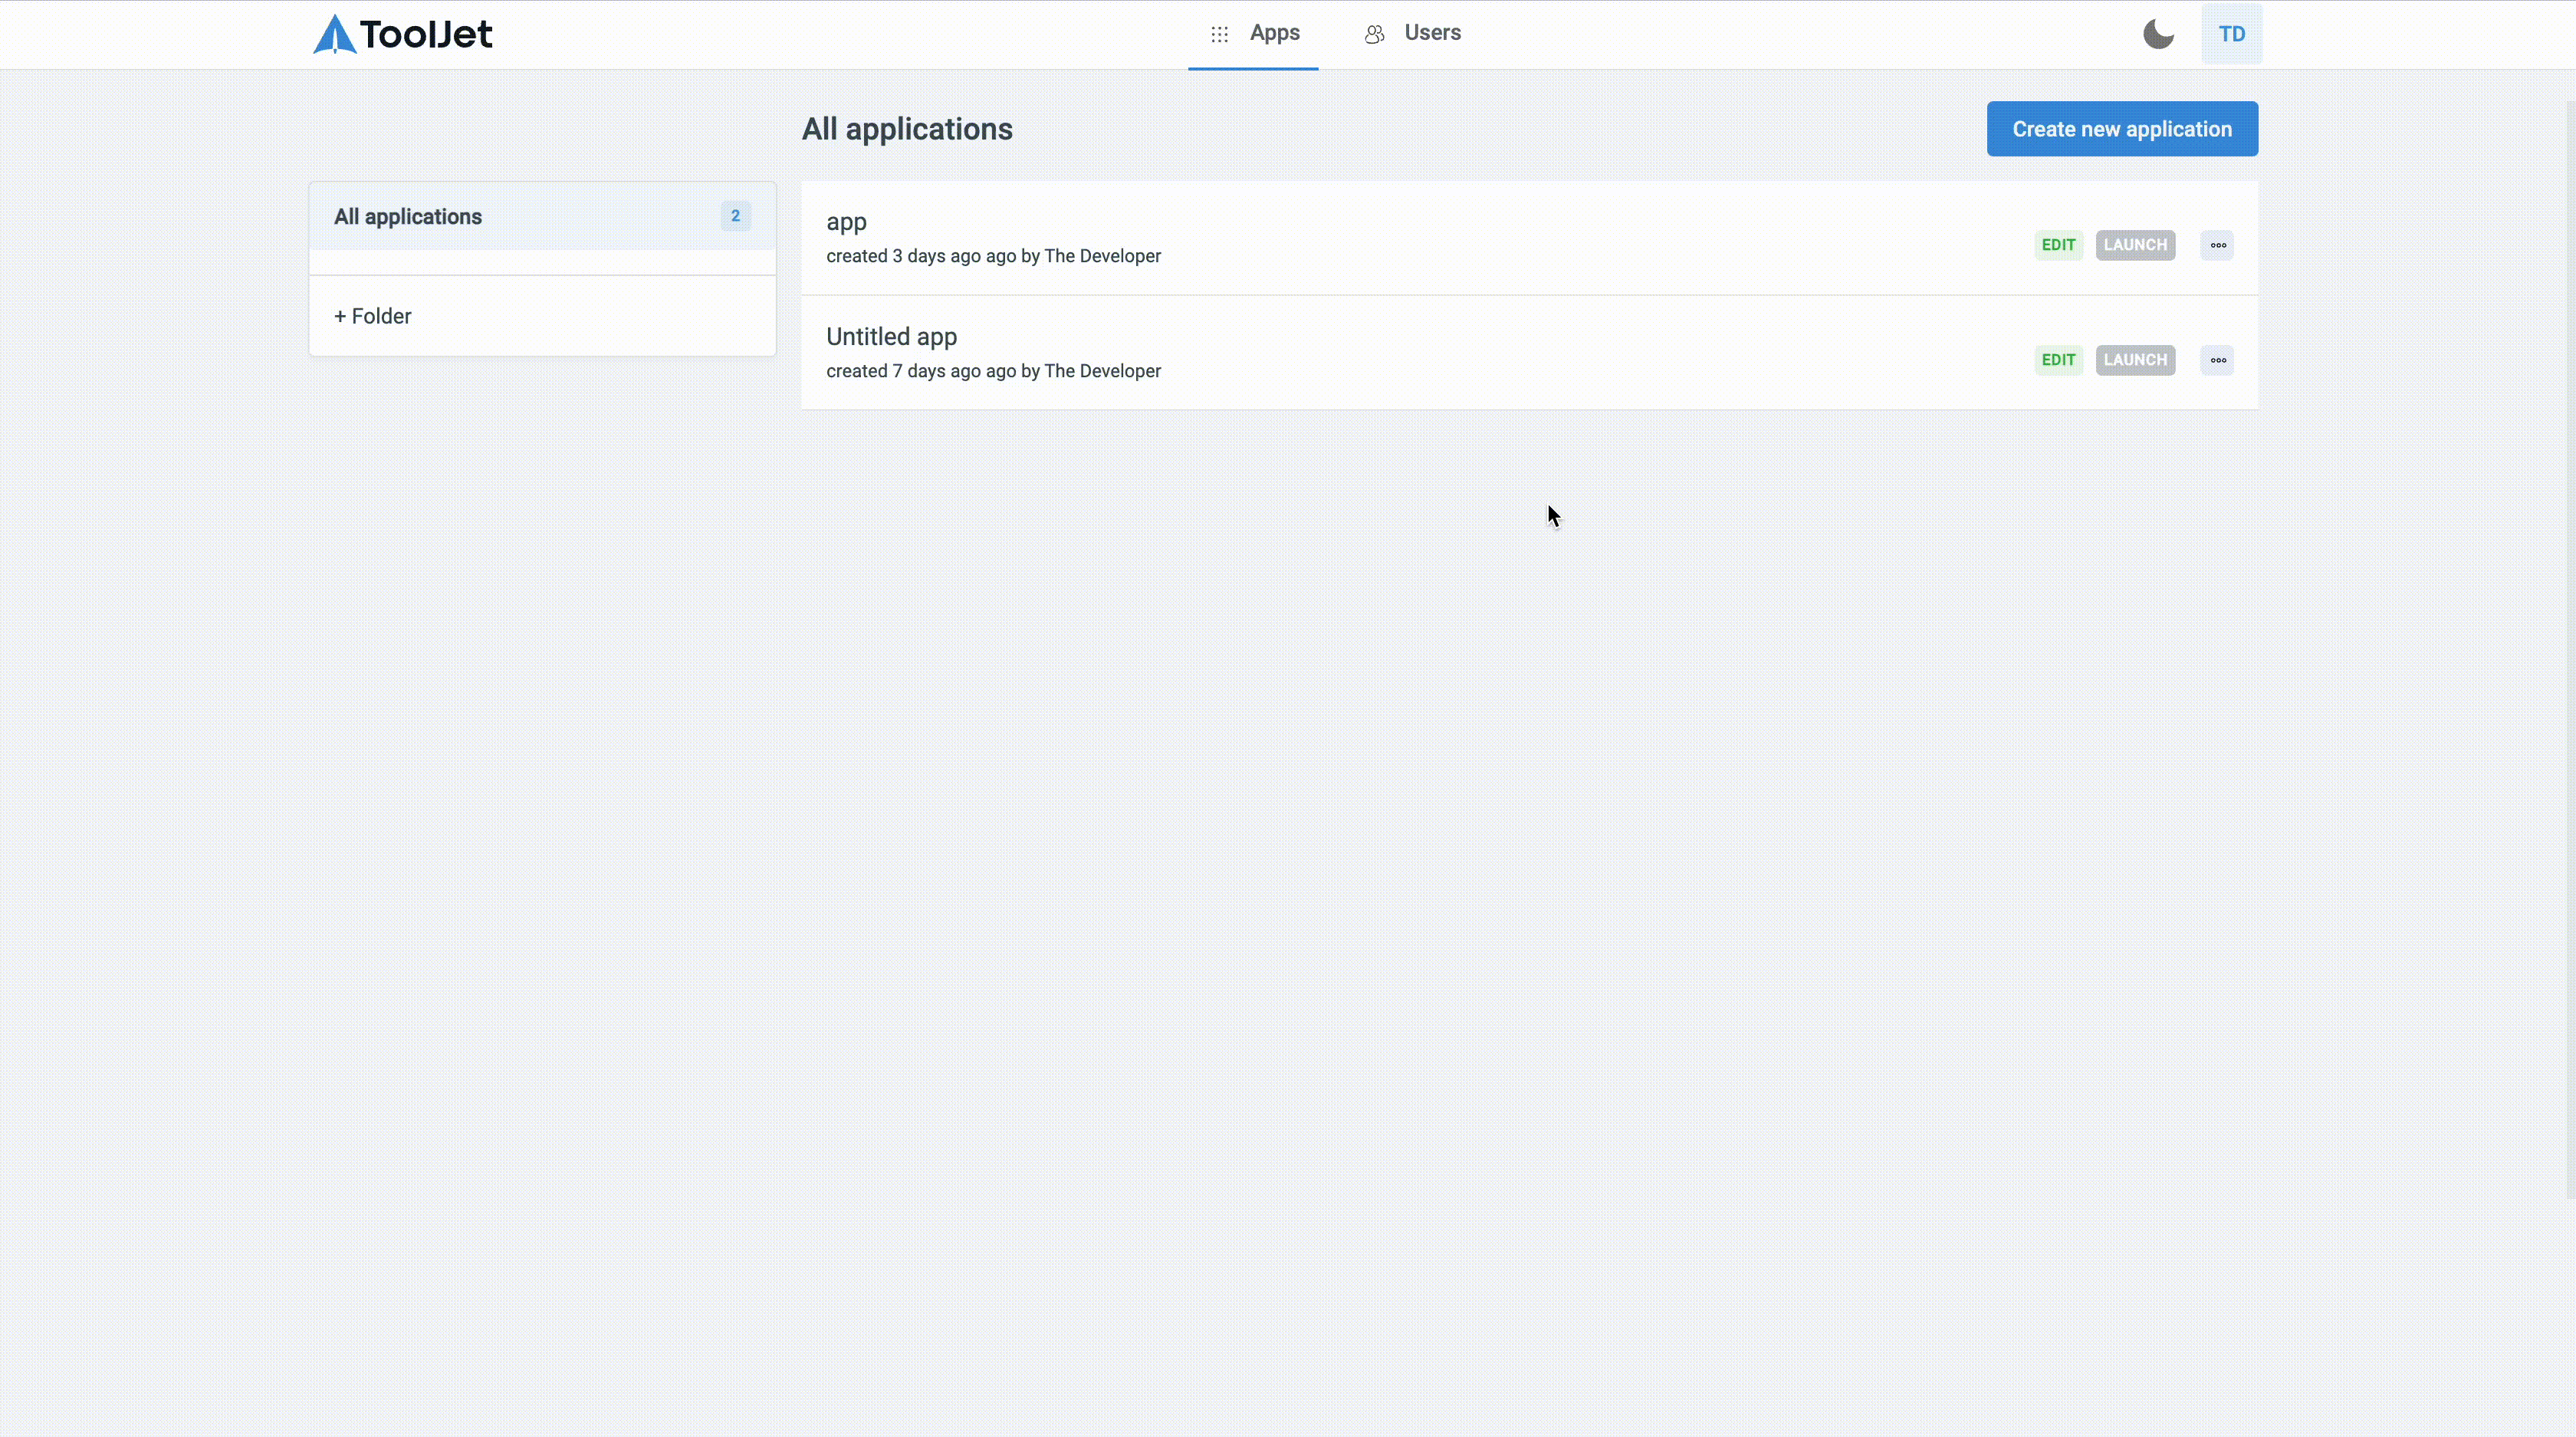 ToolJet
Apps
Users
TD
All applications
Create new application
All applications
2
+ Folder
app
created 3 days ago ago by The Developer
EDIT
LAUNCH
Untitled app
created 7 days ago ago by The Developer
EDIT
LAUNCH